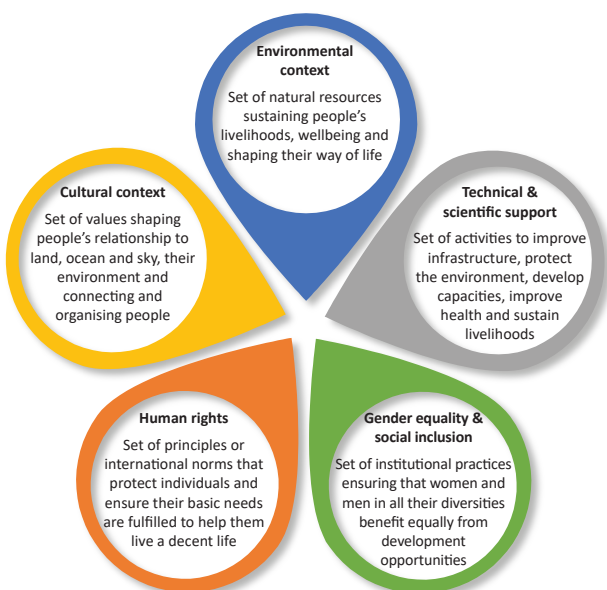 Environmental
context
Set of natural resources
sustaining people's
livelihoods, wellbeing and
shaping their way of life
Cultural context
Set of values shaping
people's relationship to
land, ocean and sky, their
environment and
connecting and
organising people
Technical &
scientific support
Set of activities to improve
infrastructure, protect
the environment, develop
capacities, improve
health and sustain
livelihoods
Human rights
Set of principles or
international norms that
protect individuals and
ensure their basic needs
are fulfilled to help them
live a decent life
Gender equality &
social inclusion
Set of institutional practices
ensuring that women and
men in all their diversities
benefit equally from
development
opportunities